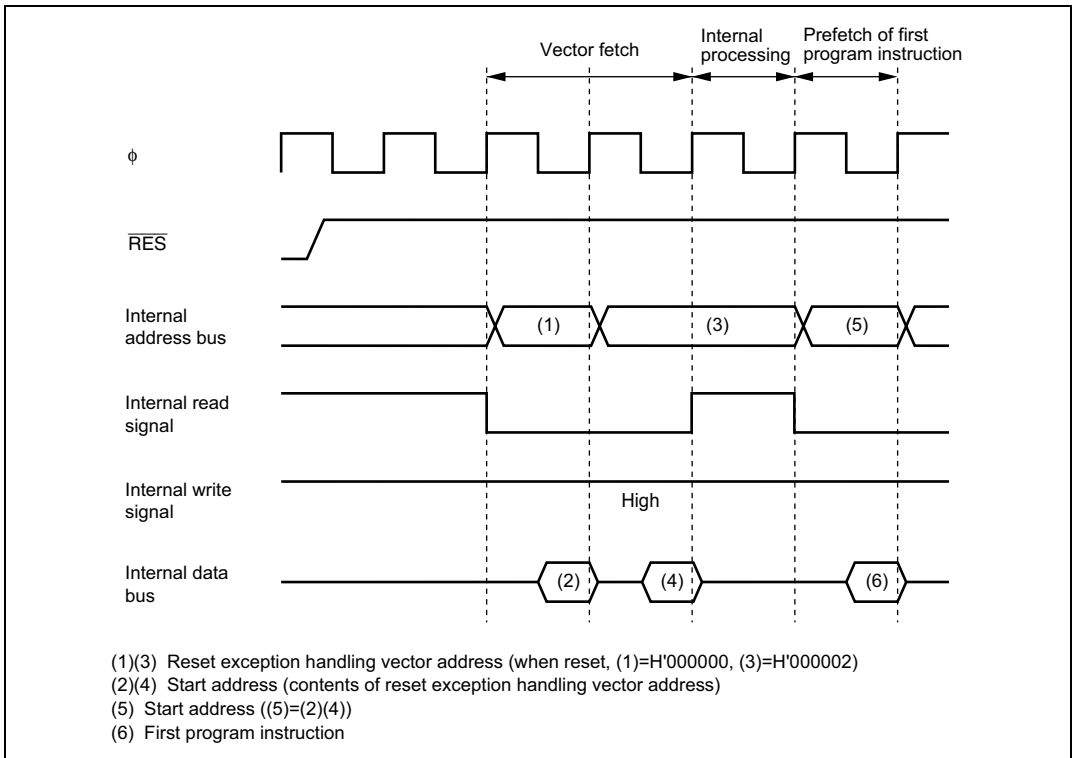 Vector fetch
Internal
processing
Prefetch of first
program instruction
ϕ
RES
Internal
address bus
(1)
(3)
(5)
Internal read
signal
Internal write
signal
High
Internal data
bus
(2)
(4)
(6)
(1)(3) Reset exception handling vector address (when reset, (1)=H'000000, (3)=H'000002)
(2)(4) Start address (contents of reset exception handling vector address)
(5) Start address ((5)=(2)(4))
(6) First program instruction